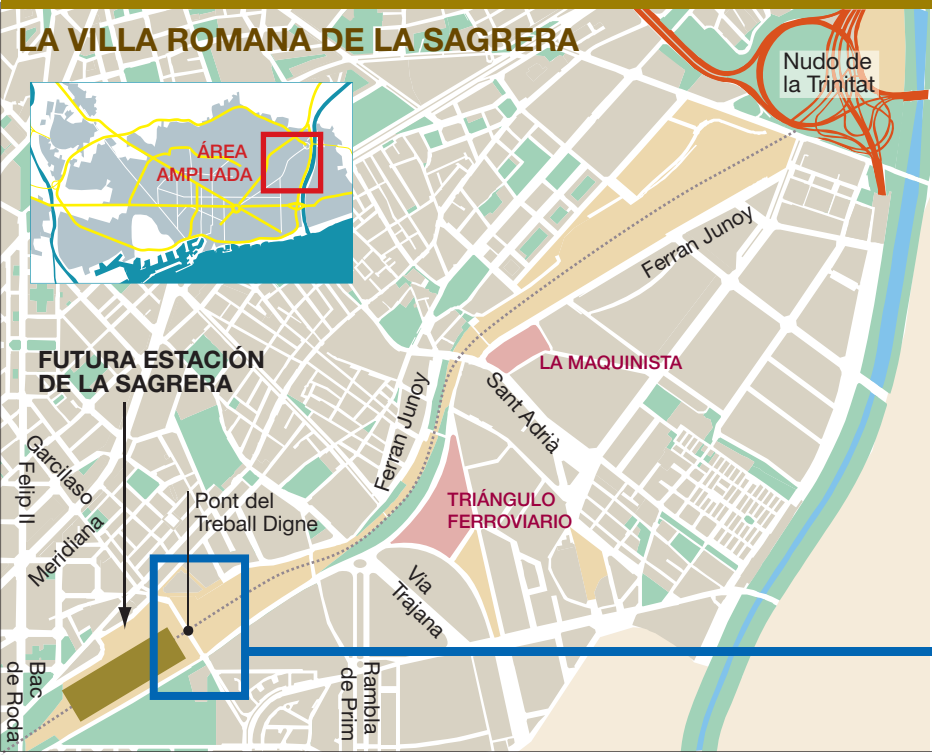 LA VILLA ROMANA DE LA SAGRERA
Nudo de
la Trinitat
ÁREA
AMPLIADA
Ferran Junoy
FUTURA ESTACIÓN
DE LA SAGRERA
LA MAQUINISTA
Ferran Junoy
Sant Adrià
Garcilaso
Felip II
Meridiana
Pont del
Treball Digne
TRIÁNGULO
FERROVIARIO
Via
Trajana
Bac
de Roda
Rambla
de Prim